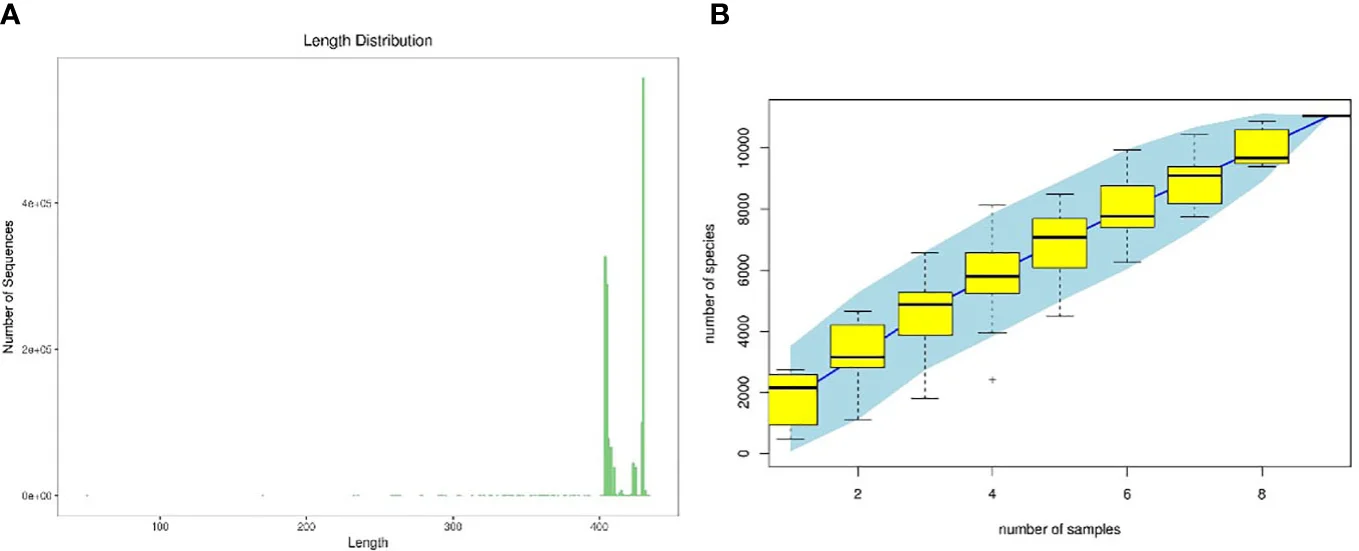 A
Length Distribution
Number of Sequences
4e+05
2e+05
0e+00
100
200
300
400
Length
B
number of species
10000
8000
6000
4000
2000
0
2
4
6
8
number of samples